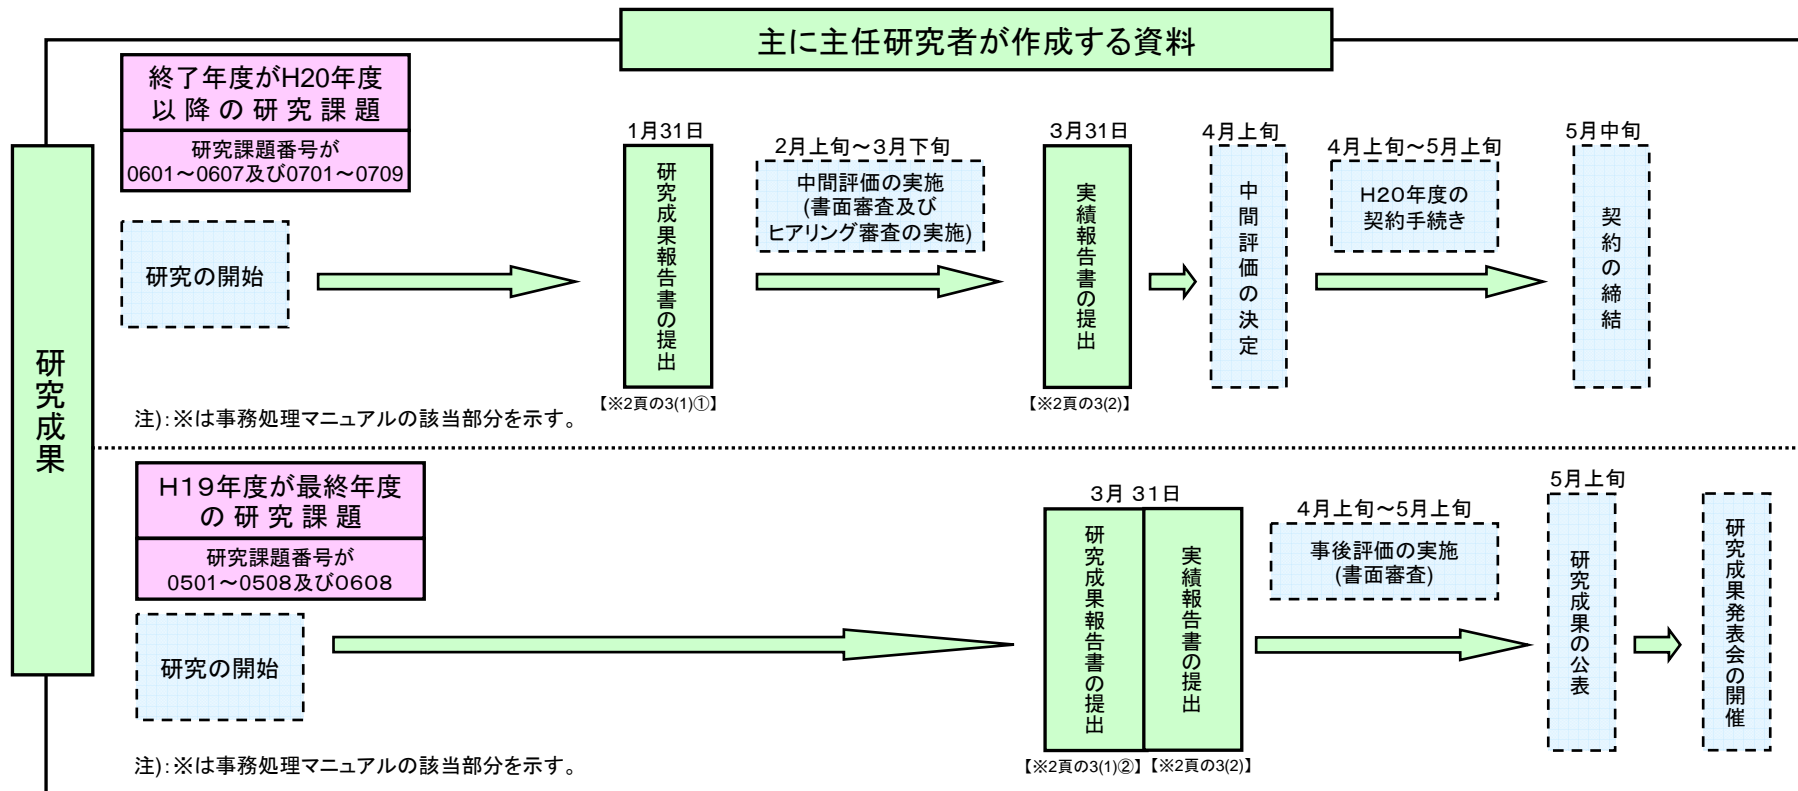 主に主任研究者が作成する資料
研究成果
終了年度がH20年度
以降の研究課題
研究課題番号が
0601～0607及び0701～0709
研究の開始
1月31日
研究成果報告書の提出
【※2頁の3(1)①】
2月上旬～3月下旬
中間評価の実施
(書面審査及び
ヒアリング審査の実施)
3月31日
実績報告書の提出
【※2頁の3(2)】
4月上旬
中間評価の決定
4月上旬～5月上旬
H20年度の
契約手続き
5月中旬
契約の締結
注):※は事務処理マニュアルの該当部分を示す。
H19年度が最終年度
の研究課題
研究課題番号が
0501～0508及び0608
研究の開始
3月 31日
研究成果報告書の提出
実績報告書の提出
【※2頁の3(1)②】【※2頁の3(2)】
4月上旬～5月上旬
事後評価の実施
(書面審査)
5月上旬
研究成果の公表
研究成果発表会の開催
注):※は事務処理マニュアルの該当部分を示す。